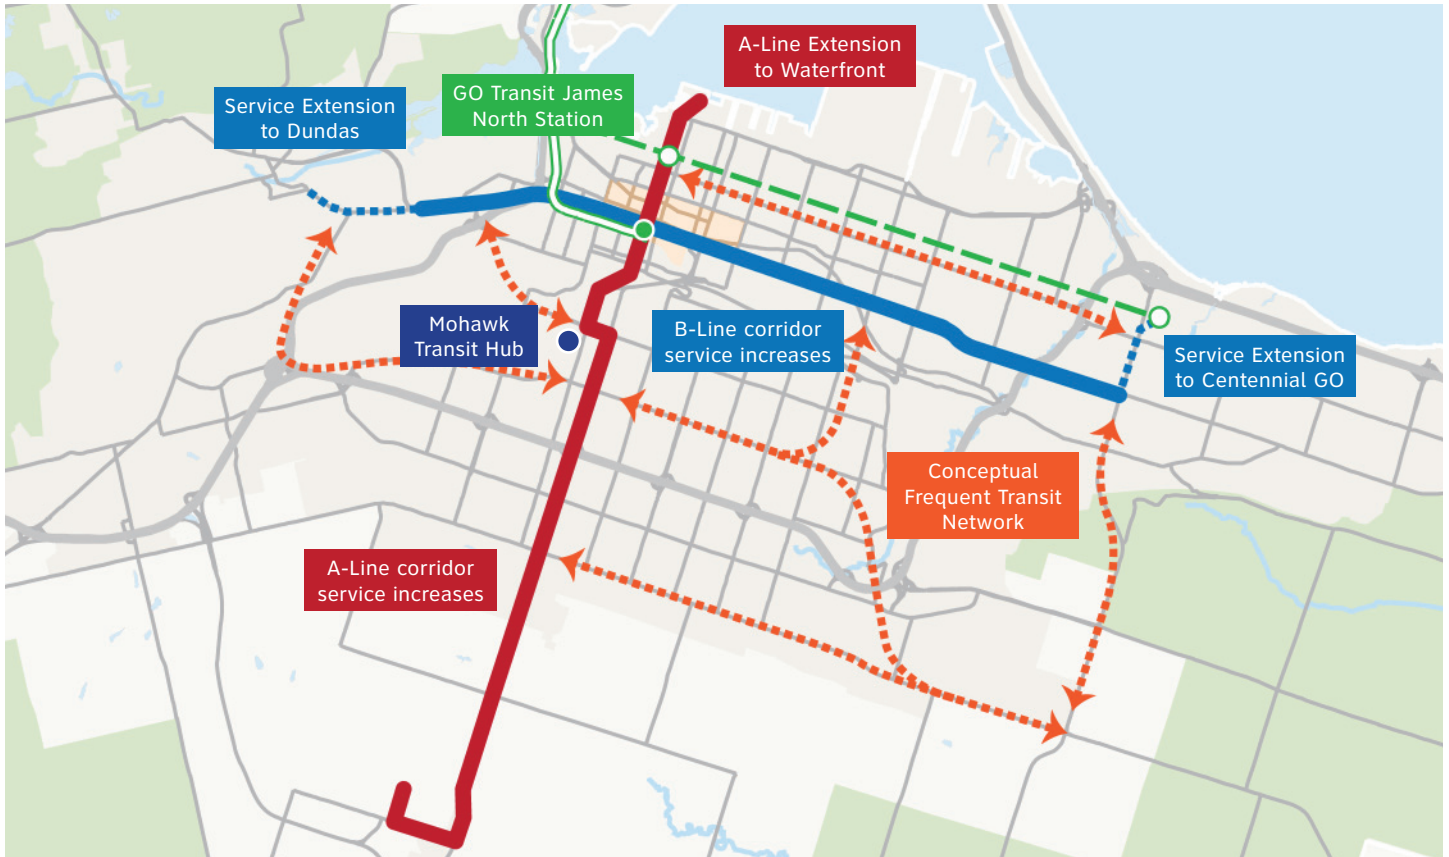 A-Line Extension
to Waterfront
GO Transit James
North Station
Service Extension
to Dundas
Mohawk
Transit Hub
B-Line corridor
service increases
Service Extension
to Centennial GO
Conceptual
Frequent Transit
Network
A-Line corridor
service increases